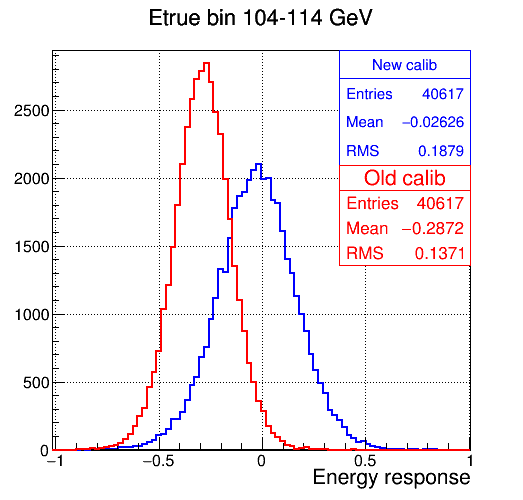 Etrue bin 104-114 GeV
New calib
Entries 40617
Mean −0.02626
RMS 0.1879
Old calib
Entries 40617
Mean −0.2872
RMS 0.1371
2500
2000
1500
1000
500
0
−1 −0.5 0 0.5 1
Energy response